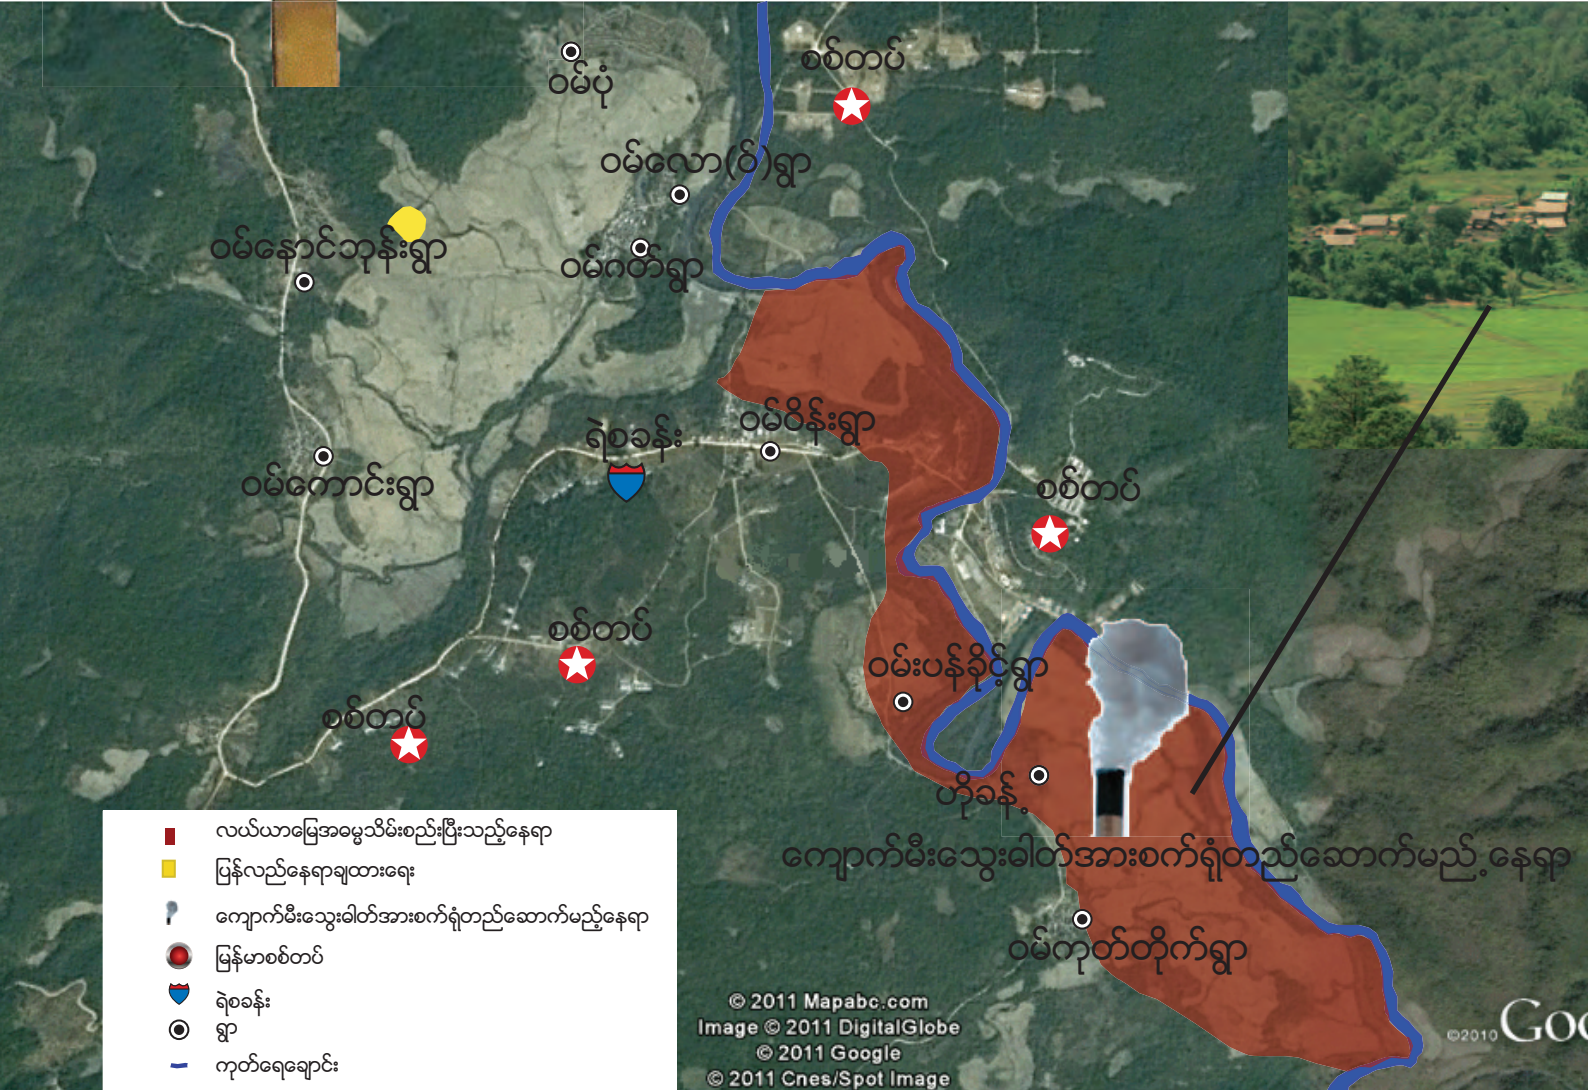 ဝမ်ပုံ
စစ်တပ်
ဝမ်လော(ဝ်)ရွာ
ဝမ်နောင်ဘုန်းရွာ
ဝမ်ဂတ်ရွာ
ရဲစခန်း
ဝမ်ဝိန်းရွာ
ဝမ်ကောင်းရွာ
စစ်တပ်
စစ်တပ်
ဝမ်းပန်ခိုင့်ရွာ
စစ်တပ်
ဟိုခန့်
ကျောက်မီးသွေးဓါတ်အားစက်ရုံတည်ဆောက်မည့်နေရာ
ဝမ်ကုတ်တိုက်ရွာ
လယ်ယာမြေအဓမ္မသိမ်းစည်းပြီးသည့်နေရာ
ပြန်လည်နေရာချထားရေး
ကျောက်မီးသွေးဓါတ်အားစက်ရုံတည်ဆောက်မည့်နေရာ
မြန်မာစစ်တပ်
ရဲစခန်း
ရွာ
ကုတ်ရေချောင်း
© 2011 Mapabc.com
Image © 2011 DigitalGlobe
© 2011 Google
© 2011 Cnes/Spot Image
©2010 Goo